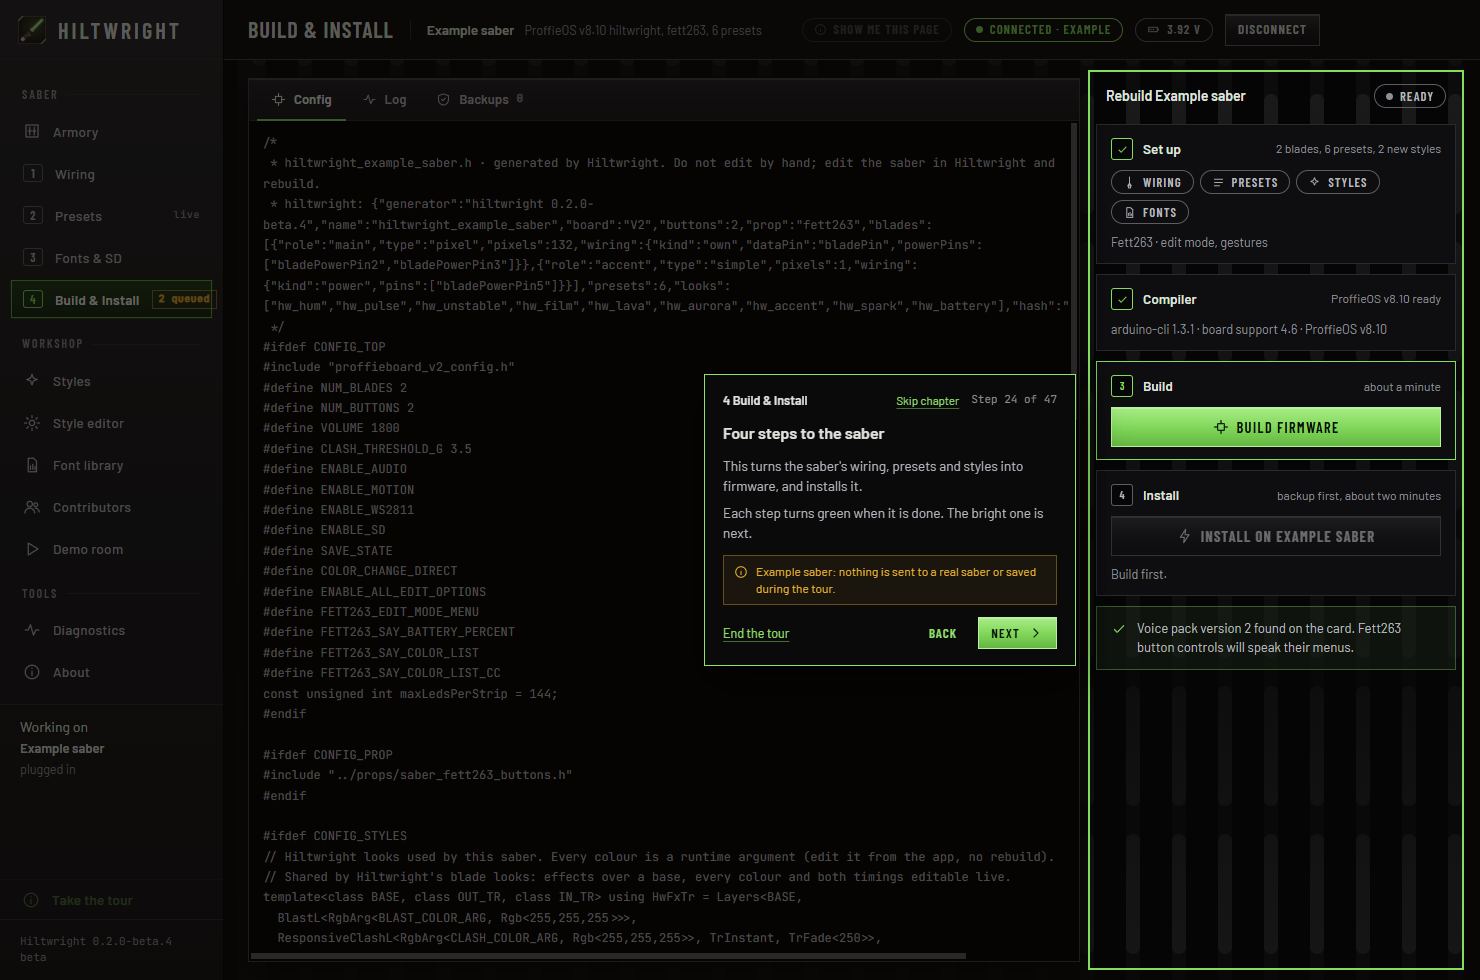 HILTWRIGHT
SABER
Armory
1 Wiring
2 Presets live
3 Fonts & SD
4 Build & Install 2 queued
WORKSHOP
Styles
Style editor
Font library
Contributors
Demo room
TOOLS
Diagnostics
About
Working on
Example saber
plugged in
Take the tour
Hiltwright 0.2.0-beta.4
beta
BUILD & INSTALL
Example saber ProffieOS v8.10 hiltwright, fett263, 6 presets
SHOW ME THIS PAGE
CONNECTED · EXAMPLE
3.92 V
DISCONNECT
Config Log Backups 0
/*
* hiltwright_example_saber.h · generated by Hiltwright. Do not edit by hand; edit the saber in Hiltwright and
rebuild.
* hiltwright: {"generator":"hiltwright 0.2.0-
beta.4","name":"hiltwright_example_saber","board":"V2","buttons":2,"prop":"fett263","blades":
[{"role":"main","type":"pixel","pixels":132,"wiring":{"kind":"own","dataPin":"bladePin","powerPins":
["bladePowerPin2","bladePowerPin3"]}},{"role":"accent","type":"simple","pixels":1,"wiring":
{"kind":"power","pins":["bladePowerPin5"]}}],"presets":6,"looks":
["hw_hum","hw_pulse","hw_unstable","hw_film","hw_lava","hw_aurora","hw_accent","hw_spark","hw_battery"],"hash":"
*/
#ifdef CONFIG_TOP
#include "proffieboard_v2_config.h"
#define NUM_BLADES 2
#define NUM_BUTTONS 2
#define VOLUME 1800
#define CLASH_THRESHOLD_G 3.5
#define ENABLE_AUDIO
#define ENABLE_MOTION
#define ENABLE_WS2811
#define ENABLE_SD
#define SAVE_STATE
#define COLOR_CHANGE_DIRECT
#define ENABLE_ALL_EDIT_OPTIONS
#define FETT263_EDIT_MODE_MENU
#define FETT263_SAY_BATTERY_PERCENT
#define FETT263_SAY_COLOR_LIST
#define FETT263_SAY_COLOR_LIST_CC
const unsigned int maxLedsPerStrip = 144;
#endif
#ifdef CONFIG_PROP
#include "../props/saber_fett263_buttons.h"
#endif
#ifdef CONFIG_STYLES
// Hiltwright looks used by this saber. Every colour is a runtime argument (edit it from the app, no rebuild).
// Shared by Hiltwright's blade looks: effects over a base, every colour and both timings editable live.
template<class BASE, class OUT_TR, class IN_TR> using HwFxTr = Layers<BASE,
BlastL<RgbArg<BLAST_COLOR_ARG, Rgb<255,255,255>>>,
ResponsiveClashL<RgbArg<CLASH_COLOR_ARG, Rgb<255,255,255>>, TrInstant, TrFade<250>>,
4 Build & Install Skip chapter Step 24 of 47
Four steps to the saber
This turns the saber's wiring, presets and styles into
firmware, and installs it.
Each step turns green when it is done. The bright one is
next.
Example saber: nothing is sent to a real saber or saved
during the tour.
End the tour BACK NEXT
Rebuild Example saber READY
Set up 2 blades, 6 presets, 2 new styles
WIRING PRESETS STYLES
FONTS
Fett263 · edit mode, gestures
Compiler ProffieOS v8.10 ready
arduino-cli 1.3.1 · board support 4.6 · ProffieOS v8.10
3 Build about a minute
BUILD FIRMWARE
4 Install backup first, about two minutes
INSTALL ON EXAMPLE SABER
Build first.
Voice pack version 2 found on the card. Fett263
button controls will speak their menus.